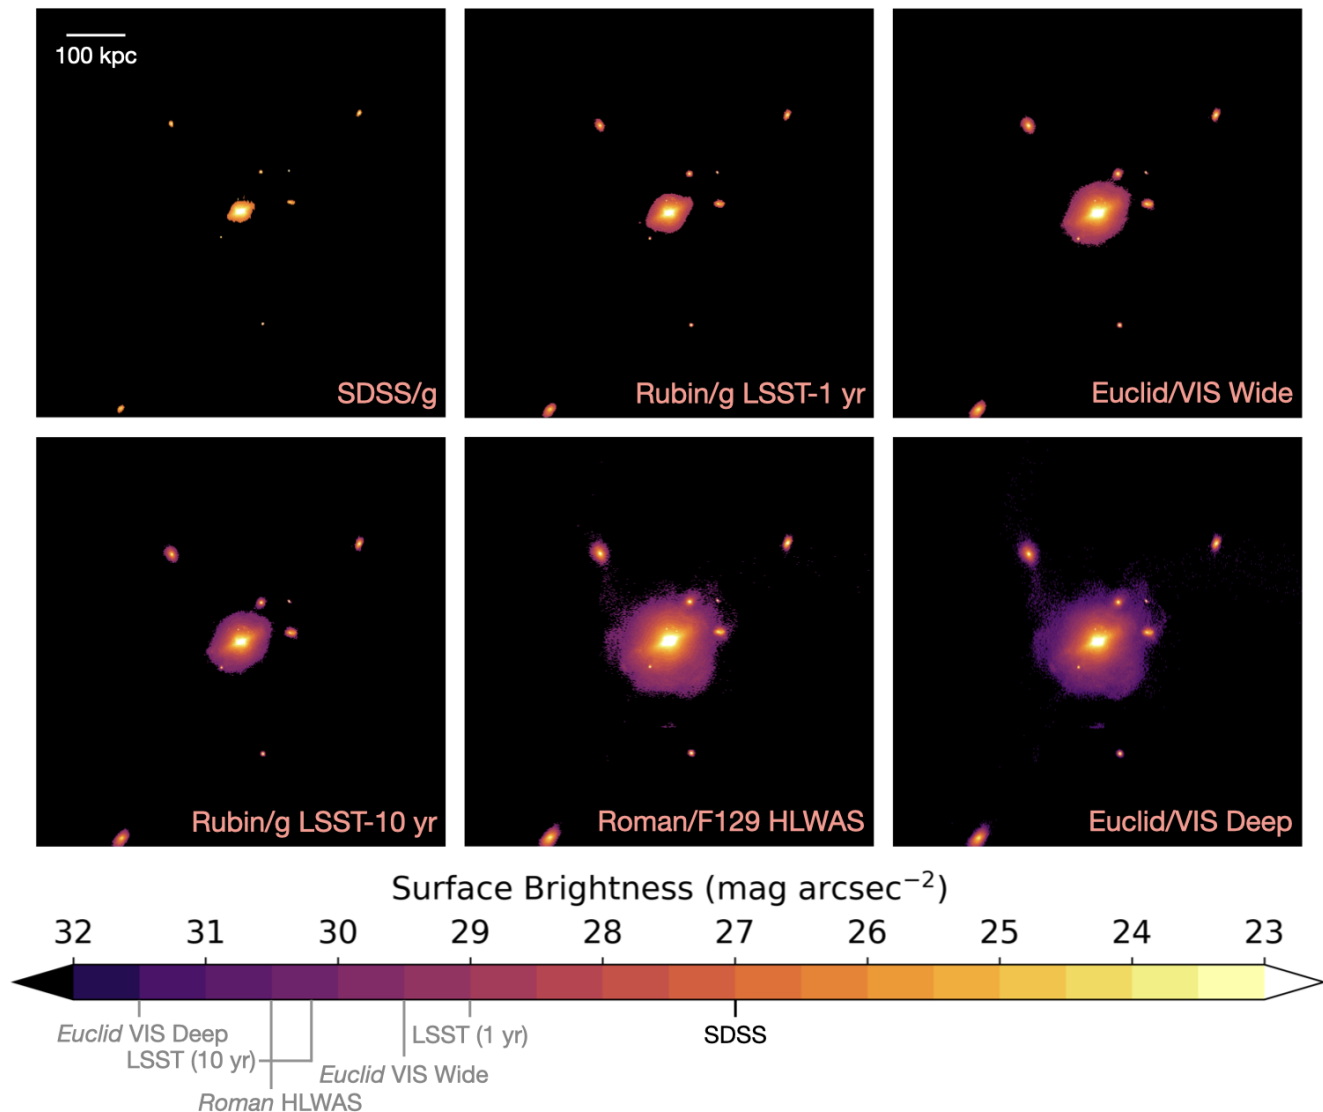 100 kpc
SDSS/g
Rubin/g LSST-1 yr
Euclid/VIS Wide
Rubin/g LSST-10 yr
Roman/F129 HLWAS
Euclid/VIS Deep
Surface Brightness (mag arcsec⁻²)
32 31 30 29 28 27 26 25 24 23
Euclid VIS Deep
LSST (1 yr)
SDSS
LSST (10 yr)
Euclid VIS Wide
Roman HLWAS